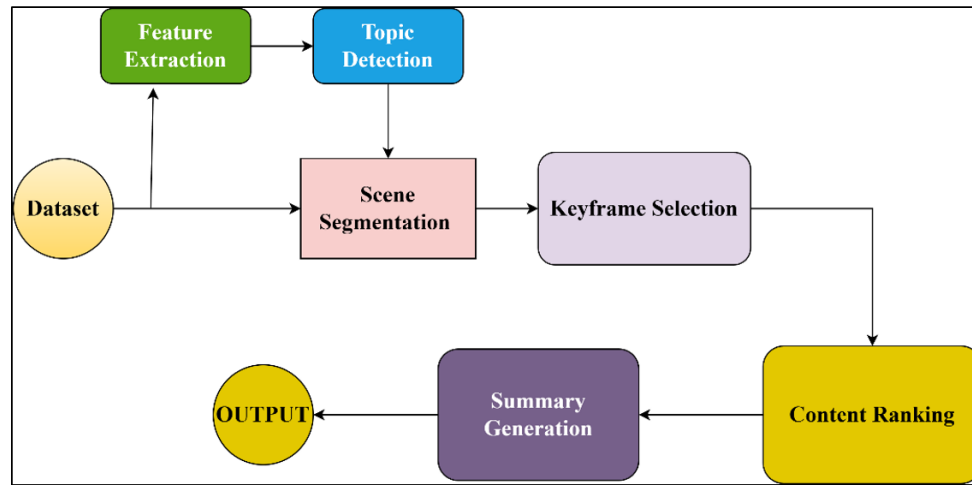 Feature
Extraction
Topic
Detection
Dataset
Scene
Segmentation
Keyframe Selection
Content Ranking
Summary
Generation
OUTPUT